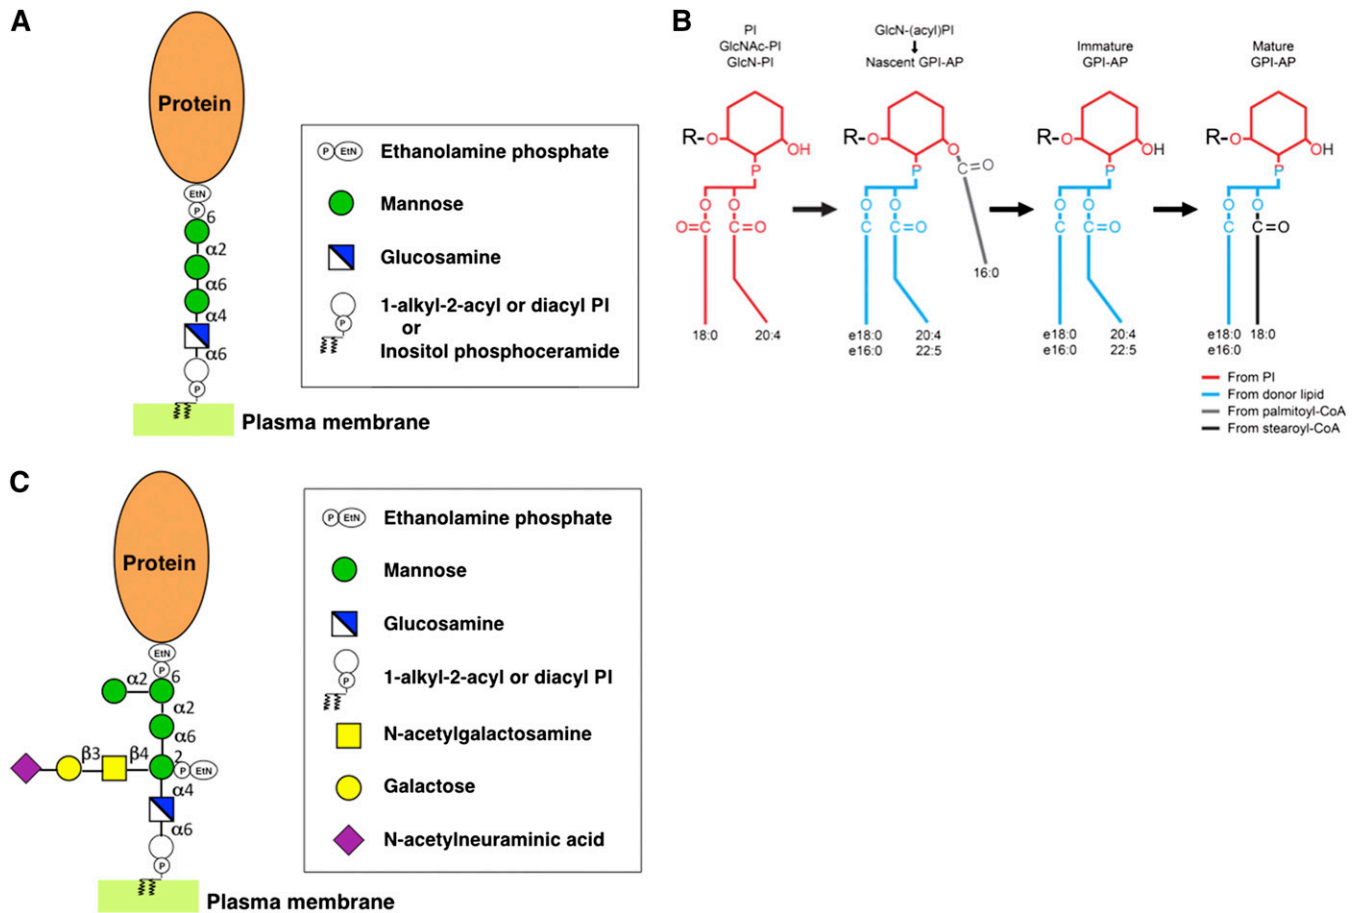 A
Protein
EtN
P
6
α2
α6
α4
α6
P
Plasma membrane
P EtN Ethanolamine phosphate
Mannose
Glucosamine
1-alkyl-2-acyl or diacyl PI
P
or
Inositol phosphoceramide
B
PI
GlcNAc-PI
GlcN-PI
GlcN-(acyl)PI
Nascent GPI-AP
Immature
GPI-AP
Mature
GPI-AP
R-O OH
P
O O
O=C C=O
18:0 20:4
R-O O
C=O
P
O O
C C=O
16:0
e18:0 20:4
e16:0 22:5
R-O OH
P
O O
C C=O
e18:0 20:4
e16:0 22:5
R-O OH
P
O O
C C=O
e18:0 18:0
e16:0
From PI
From donor lipid
From palmitoyl-CoA
From stearoyl-CoA
C
Protein
EtN
P
α2 6
α2
α6
β3 β4 2 P EtN
α4
α6
P
Plasma membrane
P EtN Ethanolamine phosphate
Mannose
Glucosamine
1-alkyl-2-acyl or diacyl PI
P
N-acetylgalactosamine
Galactose
N-acetylneuraminic acid